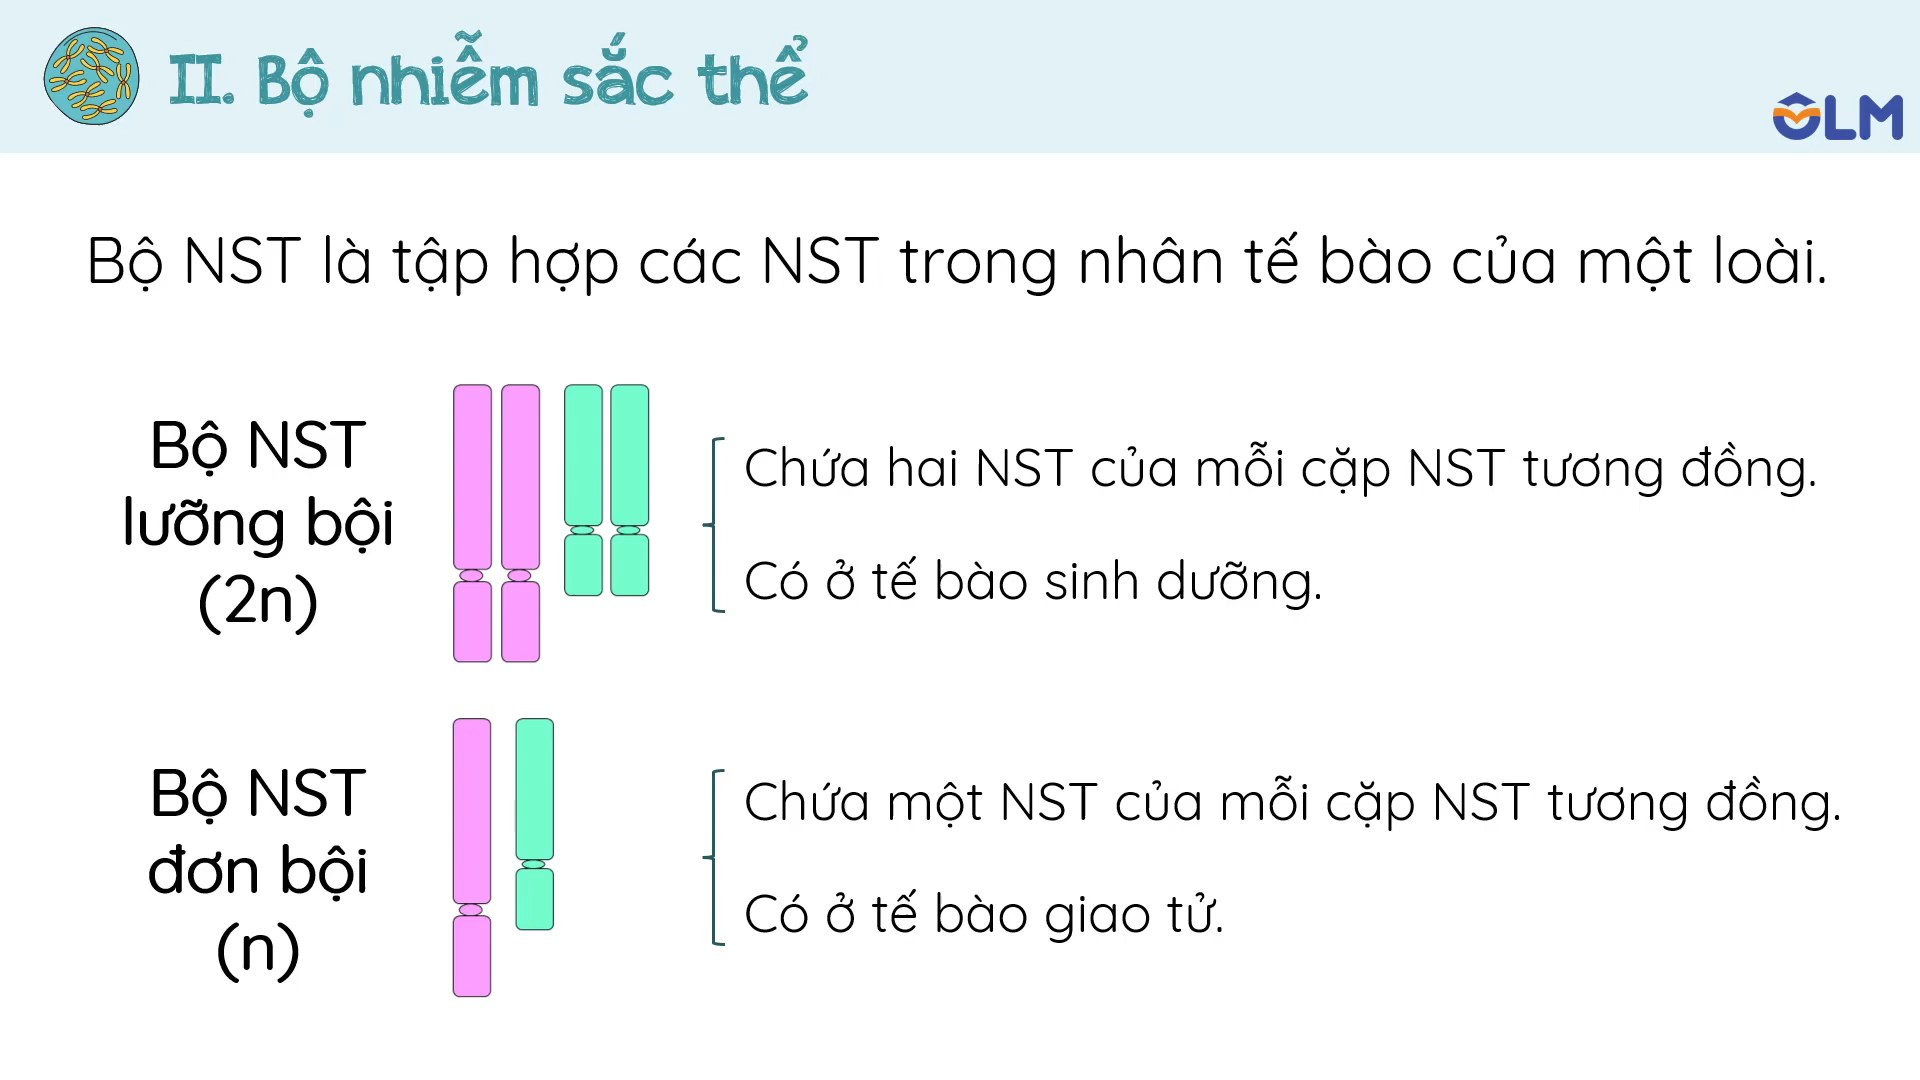 II. Bộ nhiễm sắc thể
OLM
Bộ NST là tập hợp các NST trong nhân tế bào của một loài.
Bộ NST
lưỡng bội
(2n)
Chứa hai NST của mỗi cặp NST tương đồng.
Có ở tế bào sinh dưỡng.
Bộ NST
đơn bội
(n)
Chứa một NST của mỗi cặp NST tương đồng.
Có ở tế bào giao tử.